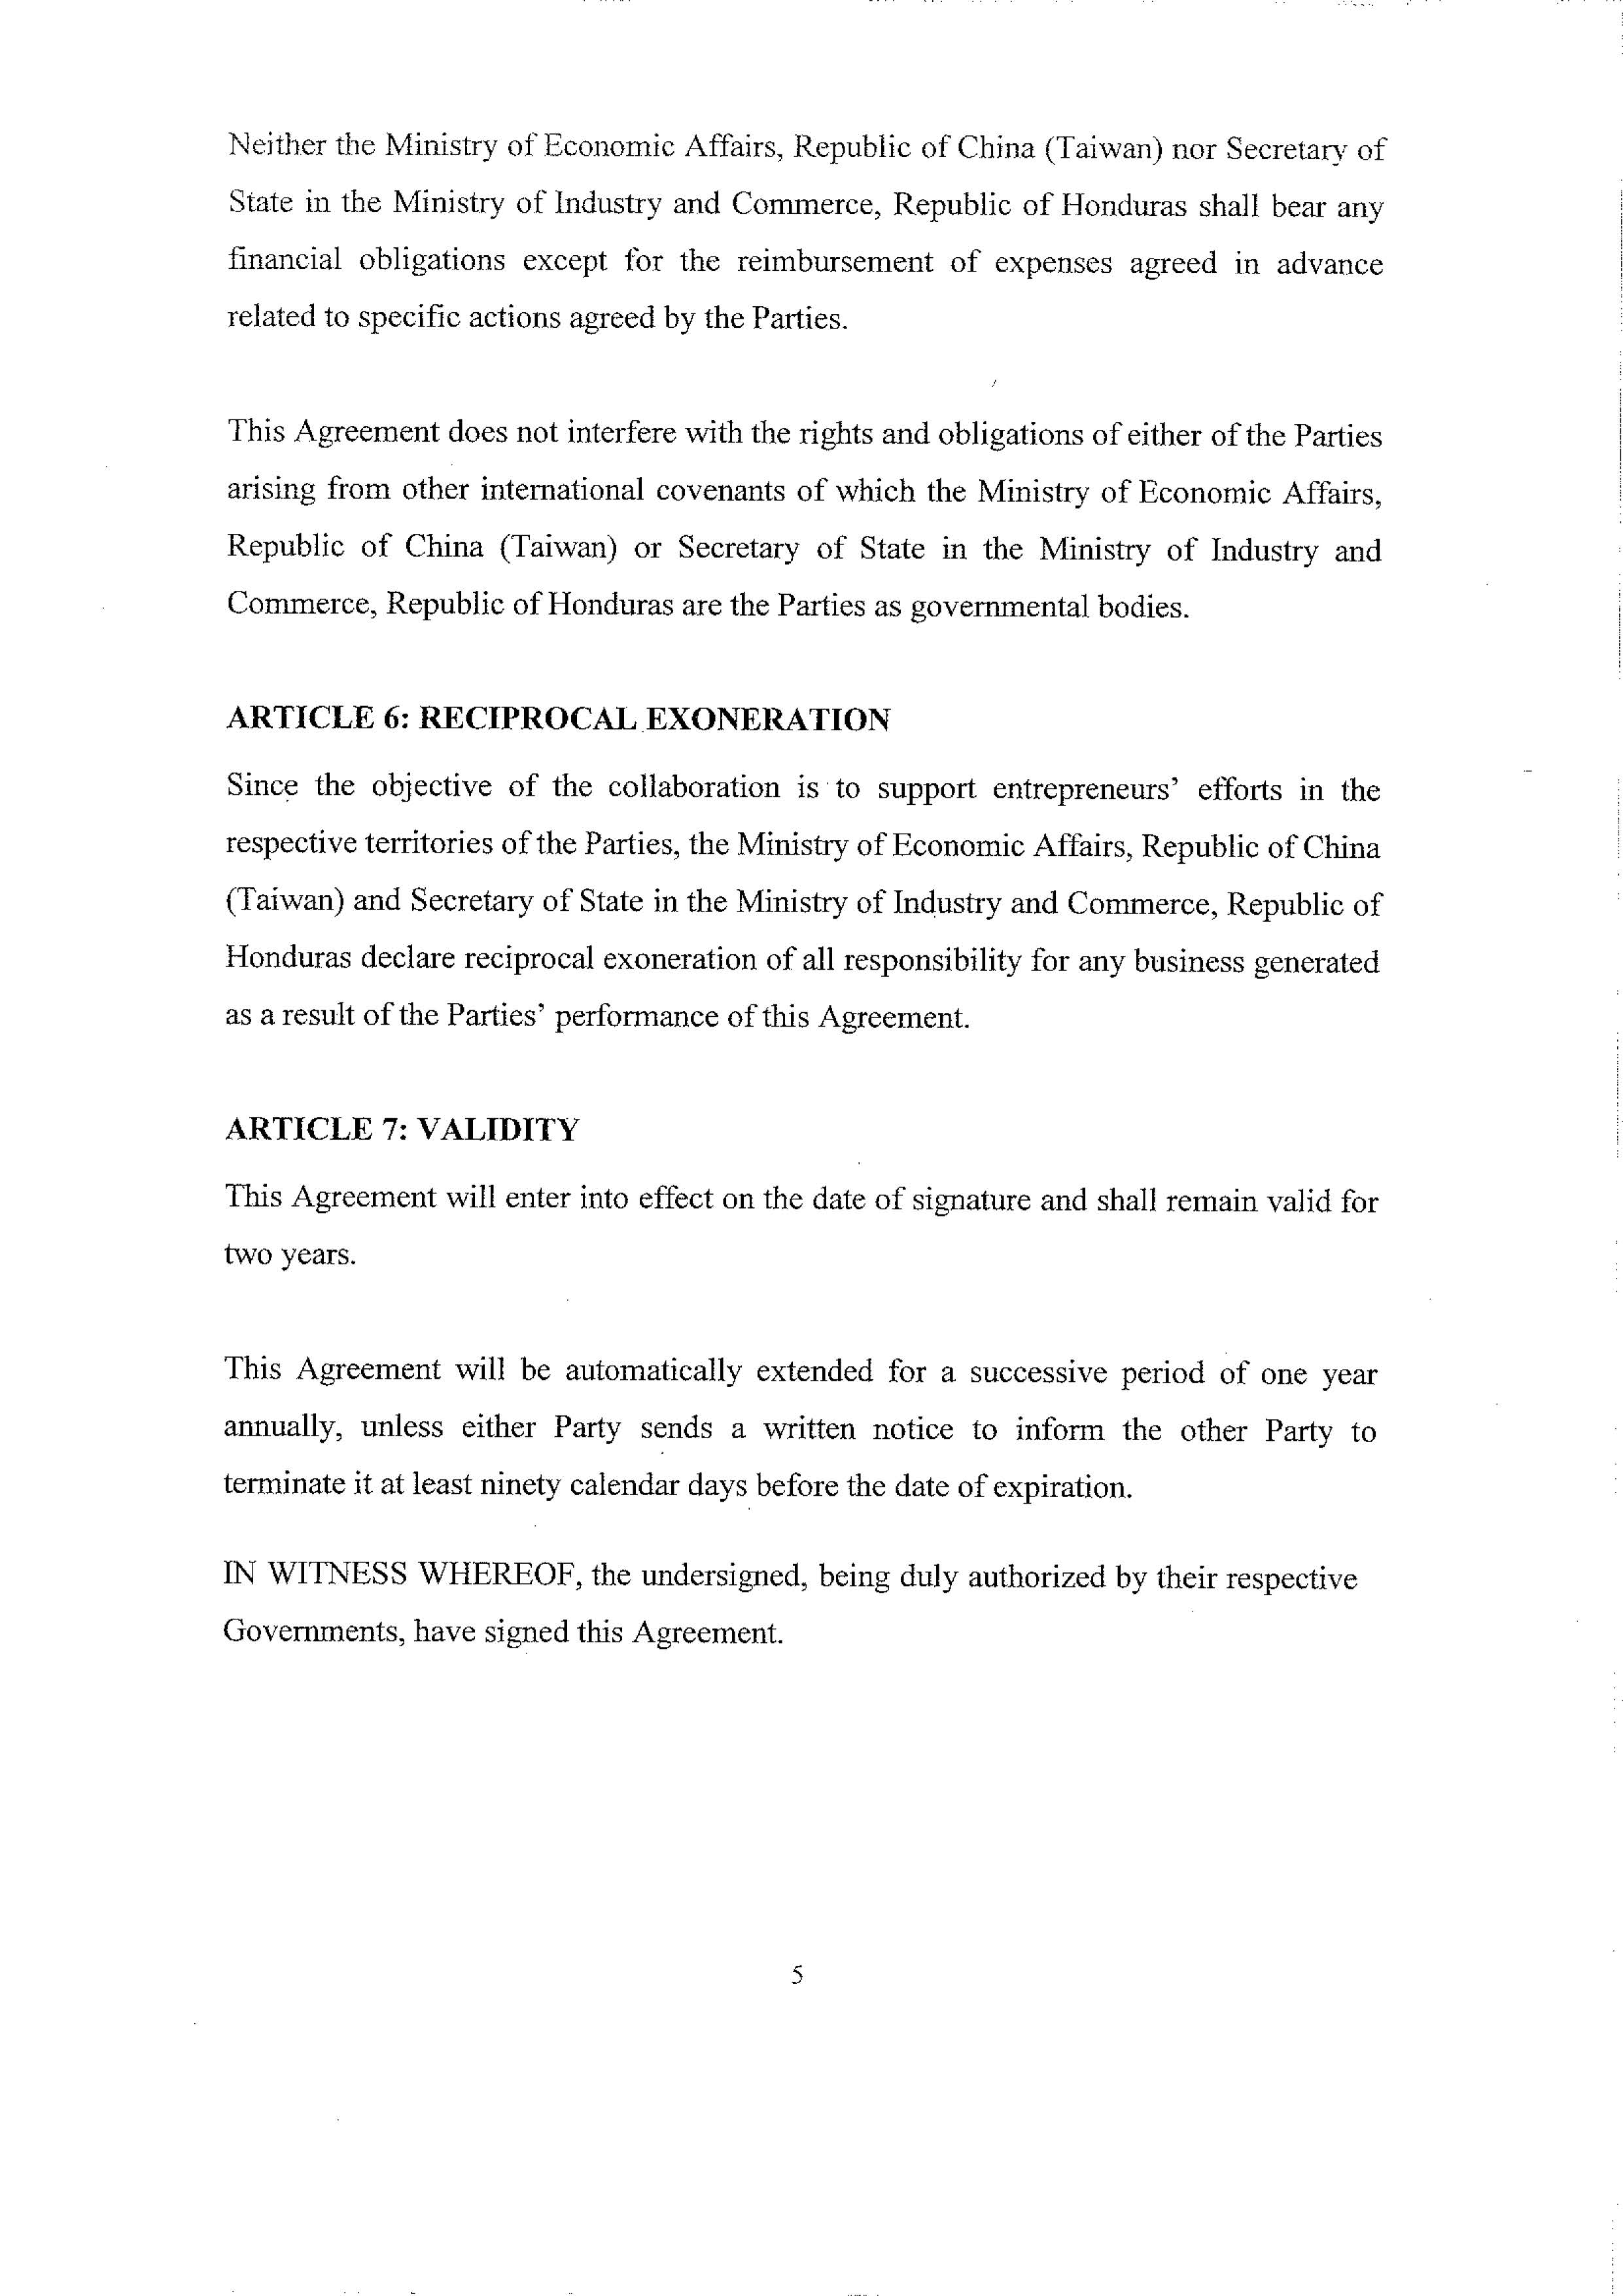 Neither the Ministry of Economic Affairs, Republic of China (Taiwan) nor Secretary of
State in the Ministry of Industry and Commerce, Republic of Honduras shall bear any
financial obligations except for the reimbursement of expenses agreed in advance
related to specific actions agreed by the Parties.
This Agreement does not interfere with the rights and obligations of either of the Parties
arising from other international covenants of which the Ministry of Economic Affairs,
Republic of China (Taiwan) or Secretary of State in the Ministry of Industry and
Commerce, Republic of Honduras are the Parties as governmental bodies.
ARTICLE 6: RECIPROCAL EXONERATION
Since the objective of the collaboration is to support entrepreneurs’ efforts in the
respective territories of the Parties, the Ministry of Economic Affairs, Republic of China
(Taiwan) and Secretary of State in the Ministry of Industry and Commerce, Republic of
Honduras declare reciprocal exoneration of all responsibility for any business generated
as a result of the Parties’ performance of this Agreement.
ARTICLE 7: VALIDITY
This Agreement will enter into effect on the date of signature and shall remain valid for
two years.
This Agreement will be automatically extended for a successive period of one year
annually, unless either Party sends a written notice to inform the other Party to
terminate it at least ninety calendar days before the date of expiration.
IN WITNESS WHEREOF, the undersigned, being duly authorized by their respective
Governments, have signed this Agreement.
5